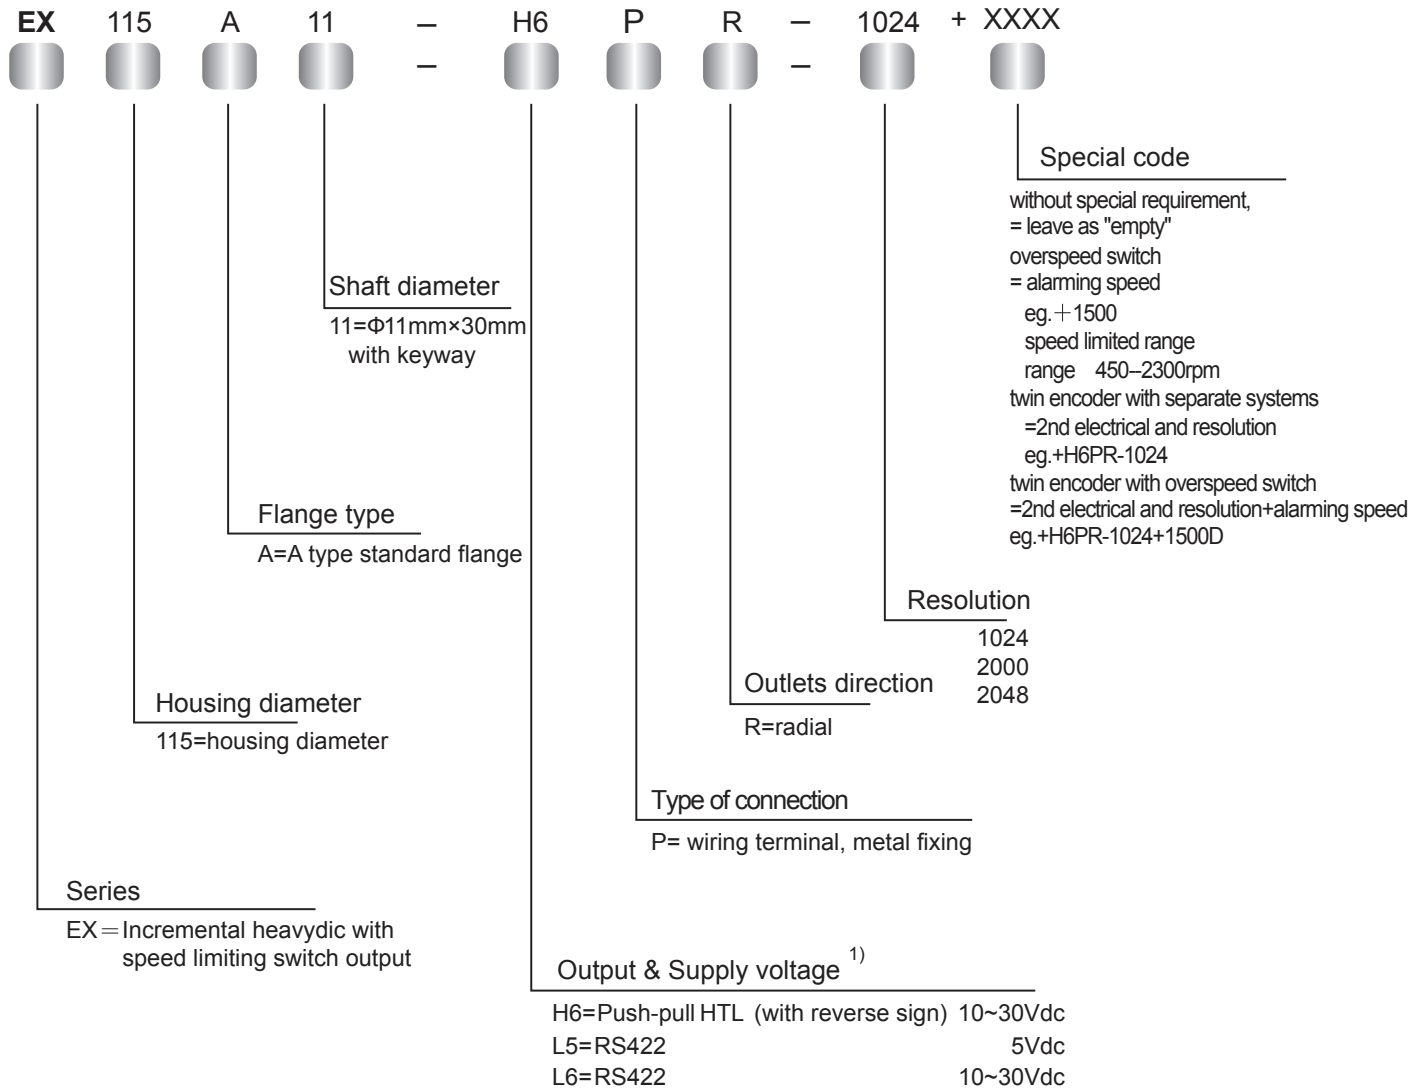 EX 115 A 11 – H6 P R – 1024 + XXXX
– –
Special code
without special requirement,
= leave as "empty"
overspeed switch
= alarming speed
eg.+1500
speed limited range
range 450--2300rpm
twin encoder with separate systems
=2nd electrical and resolution
eg.+H6PR-1024
twin encoder with overspeed switch
=2nd electrical and resolution+alarming speed
eg.+H6PR-1024+1500D
Shaft diameter
11=Φ11mm×30mm
with keyway
Flange type
A=A type standard flange
Resolution
1024
2000
2048
Outlets direction
R=radial
Housing diameter
115=housing diameter
Type of connection
P= wiring terminal, metal fixing
Series
EX=Incremental heavydic with
speed limiting switch output
Output & Supply voltage 1)
H6=Push-pull HTL (with reverse sign) 10~30Vdc
L5=RS422 5Vdc
L6=RS422 10~30Vdc